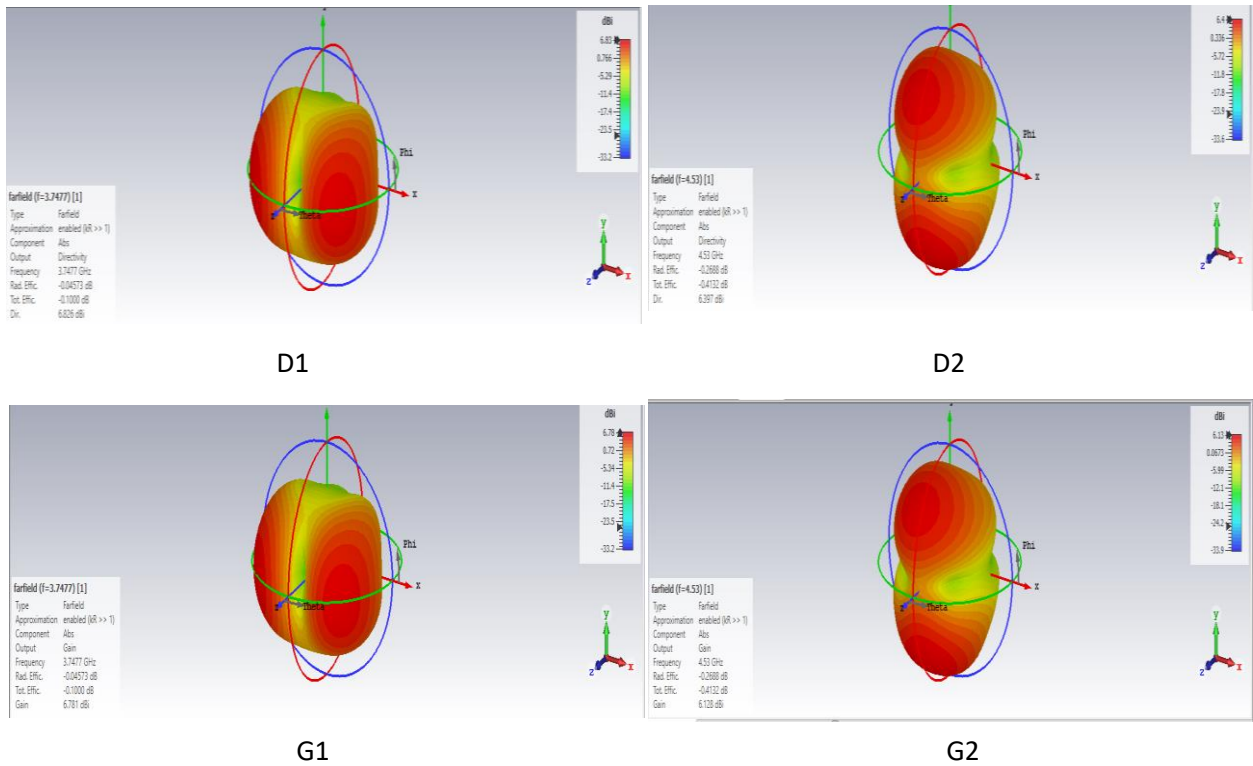 dBi
6.83
0.766
-5.29
-11.4
-17.4
-23.5
-33.2
Phi
x
z
Theta
y
z
x
farfield (f=3.7477) [1]
Type Farfield
Approximation enabled (kR >> 1)
Component Abs
Output Directivity
Frequency 3.7477 GHz
Rad. Effic. -0.04573 dB
Tot. Effic. -0.1000 dB
Dir. 6.826 dBi
D1
6.4
0.336
-5.72
-11.8
-17.8
-23.9
-33.6
Phi
x
z
Theta
y
z
x
farfield (f=4.53) [1]
Type Farfield
Approximation enabled (kR >> 1)
Component Abs
Output Directivity
Frequency 4.53 GHz
Rad. Effic. -0.2688 dB
Tot. Effic. -0.4132 dB
Dir. 6.397 dBi
D2
dBi
6.78
0.72
-5.34
-11.4
-17.5
-23.5
-33.2
Phi
x
z
Theta
y
z
x
farfield (f=3.7477) [1]
Type Farfield
Approximation enabled (kR >> 1)
Component Abs
Output Gain
Frequency 3.7477 GHz
Rad. Effic. -0.04573 dB
Tot. Effic. -0.1000 dB
Gain 6.781 dBi
G1
dBi
6.13
0.0673
-5.99
-12.1
-18.1
-24.2
-33.9
Phi
x
z
Theta
y
z
x
farfield (f=4.53) [1]
Type Farfield
Approximation enabled (kR >> 1)
Component Abs
Output Gain
Frequency 4.53 GHz
Rad. Effic. -0.2688 dB
Tot. Effic. -0.4132 dB
Gain 6.128 dBi
G2